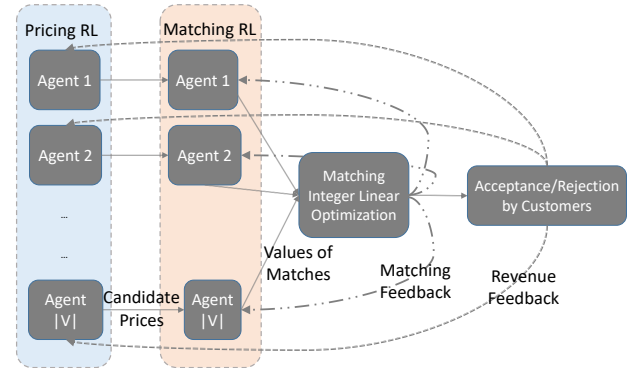 Pricing RL
Matching RL
Agent 1
Agent 1
Agent 2
Agent 2
Matching
Integer Linear
Optimization
Acceptance/Rejection
by Customers
...
...
Values of
Matches
Matching
Feedback
Revenue
Feedback
Agent
|V|
Candidate
Prices
Agent
|V|